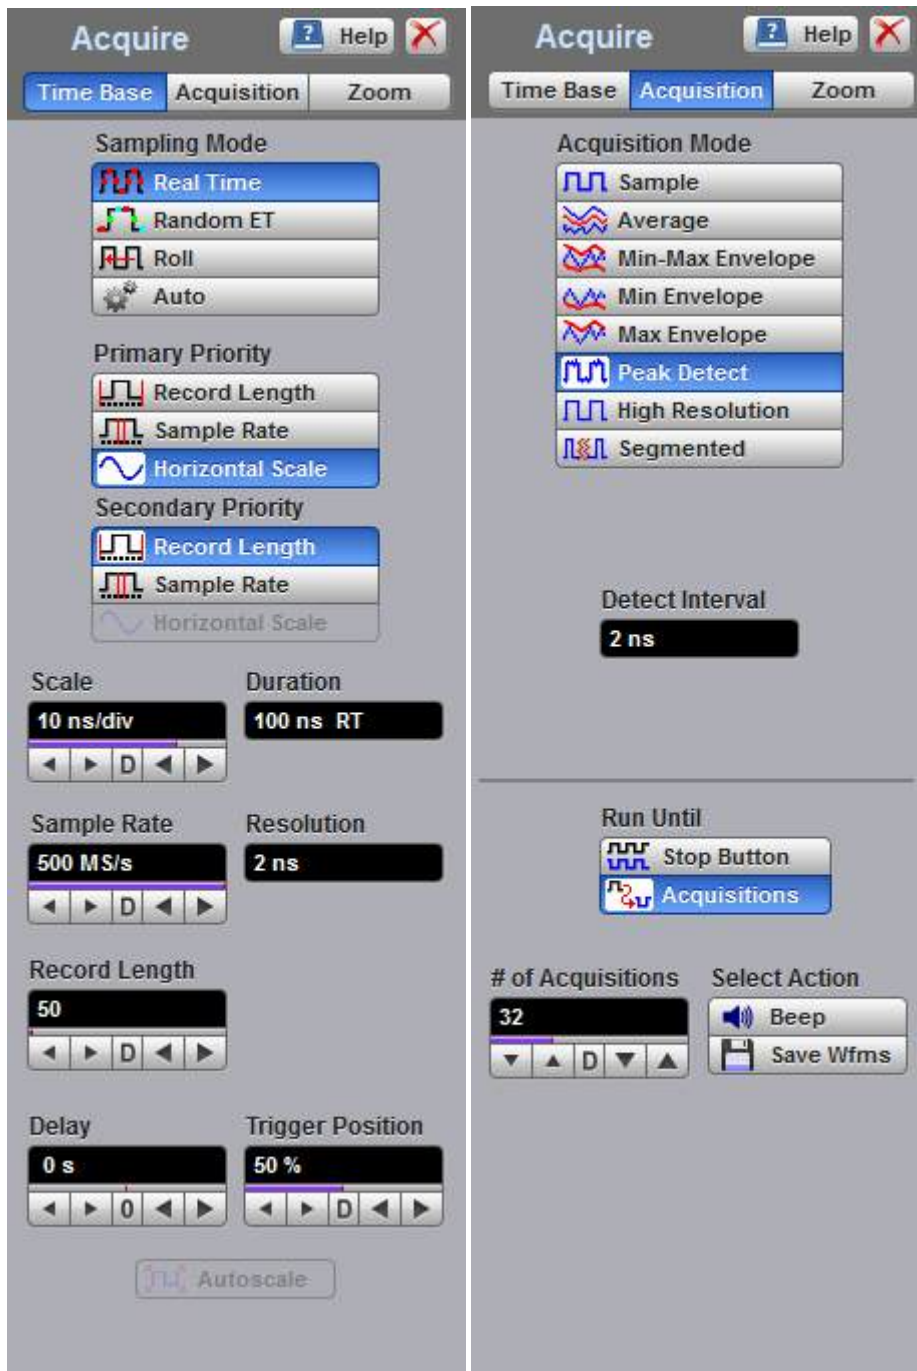 Acquire
Help
Time Base
Acquisition
Zoom
Sampling Mode
Real Time
Random ET
Roll
Auto
Primary Priority
Record Length
Sample Rate
Horizontal Scale
Secondary Priority
Record Length
Sample Rate
Horizontal Scale
Scale
Duration
10 ns/div
100 ns RT
D
Sample Rate
Resolution
500 MS/s
2 ns
D
Record Length
50
D
Delay
Trigger Position
0 s
50 %
0
D
Autoscale
Acquire
Help
Time Base
Acquisition
Zoom
Acquisition Mode
Sample
Average
Min-Max Envelope
Min Envelope
Max Envelope
Peak Detect
High Resolution
Segmented
Detect Interval
2 ns
Run Until
Stop Button
Acquisitions
# of Acquisitions
Select Action
32
Beep
D
Save Wfms